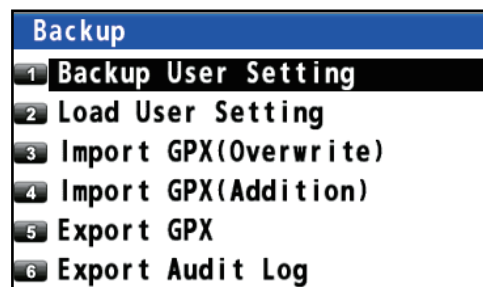 Backup
1 Backup User Setting
2 Load User Setting
3 Import GPX(Overwrite)
4 Import GPX(Addition)
5 Export GPX
6 Export Audit Log